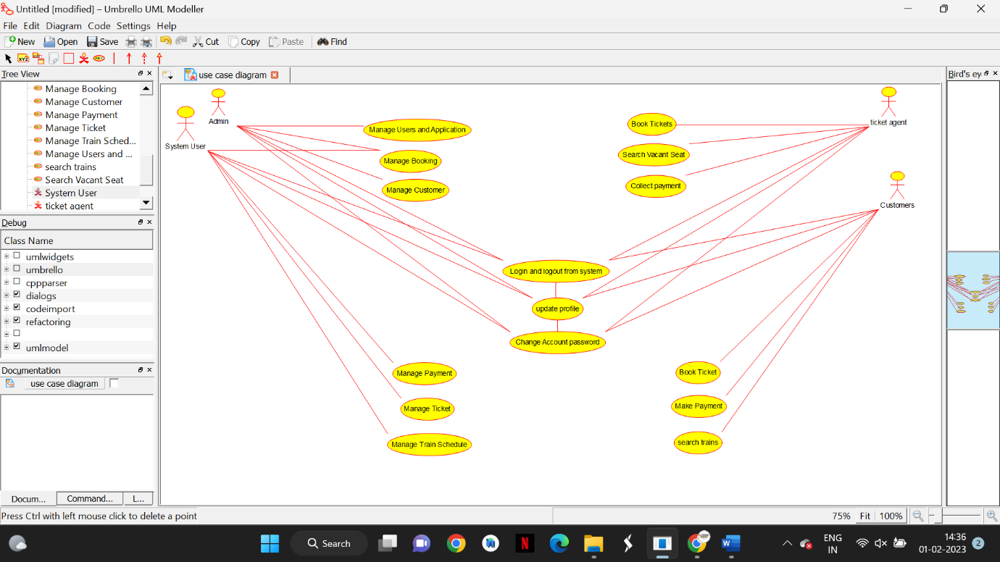 Untitled [modified] – Umbrello UML Modeller
File Edit Diagram Code Settings Help
New Open Save Cut Copy Paste Find
XYZ ABC
Tree View
use case diagram
Bird's ey
Manage Booking
Manage Customer
Manage Payment
Manage Ticket
Manage Train Sched...
Manage Users and ...
search trains
Search Vacant Seat
System User
ticket agent
Debug
Class Name
umlwidgets
umbrello
cppparser
dialogs
codeimport
refactoring
umlmodel
Documentation
use case diagram
Docum... Command... L...
Admin
System User
Manage Users and Application
Manage Booking
Manage Customer
Book Tickets
Search Vacant Seat
Collect payment
ticket agent
Customers
Login and logout from system
update profile
Change Account password
Manage Payment
Manage Ticket
Manage Train Schedule
Book Ticket
Make Payment
search trains
Press Ctrl with left mouse click to delete a point
75% Fit 100%
Search
N
W
ENG
IN
14:36
01-02-2023
2